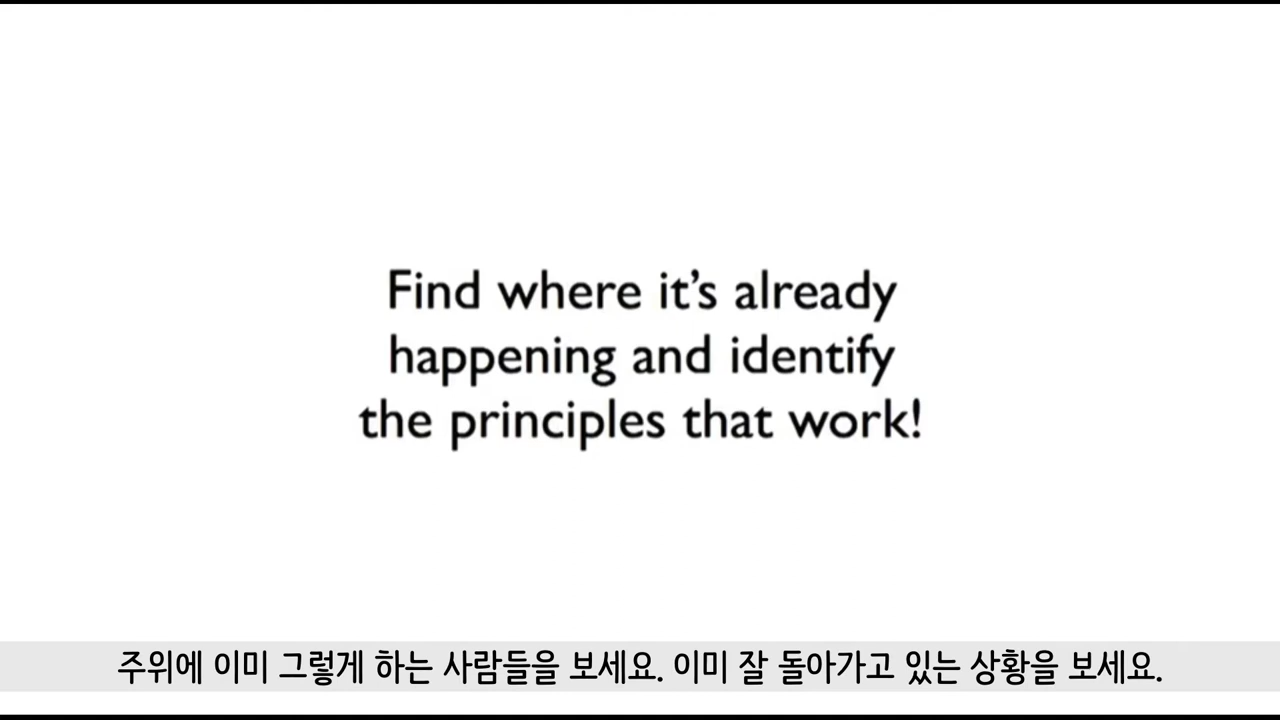 Find where it’s already
happening and identify
the principles that work!
주위에 이미 그렇게 하는 사람들을 보세요. 이미 잘 돌아가고 있는 상황을 보세요.